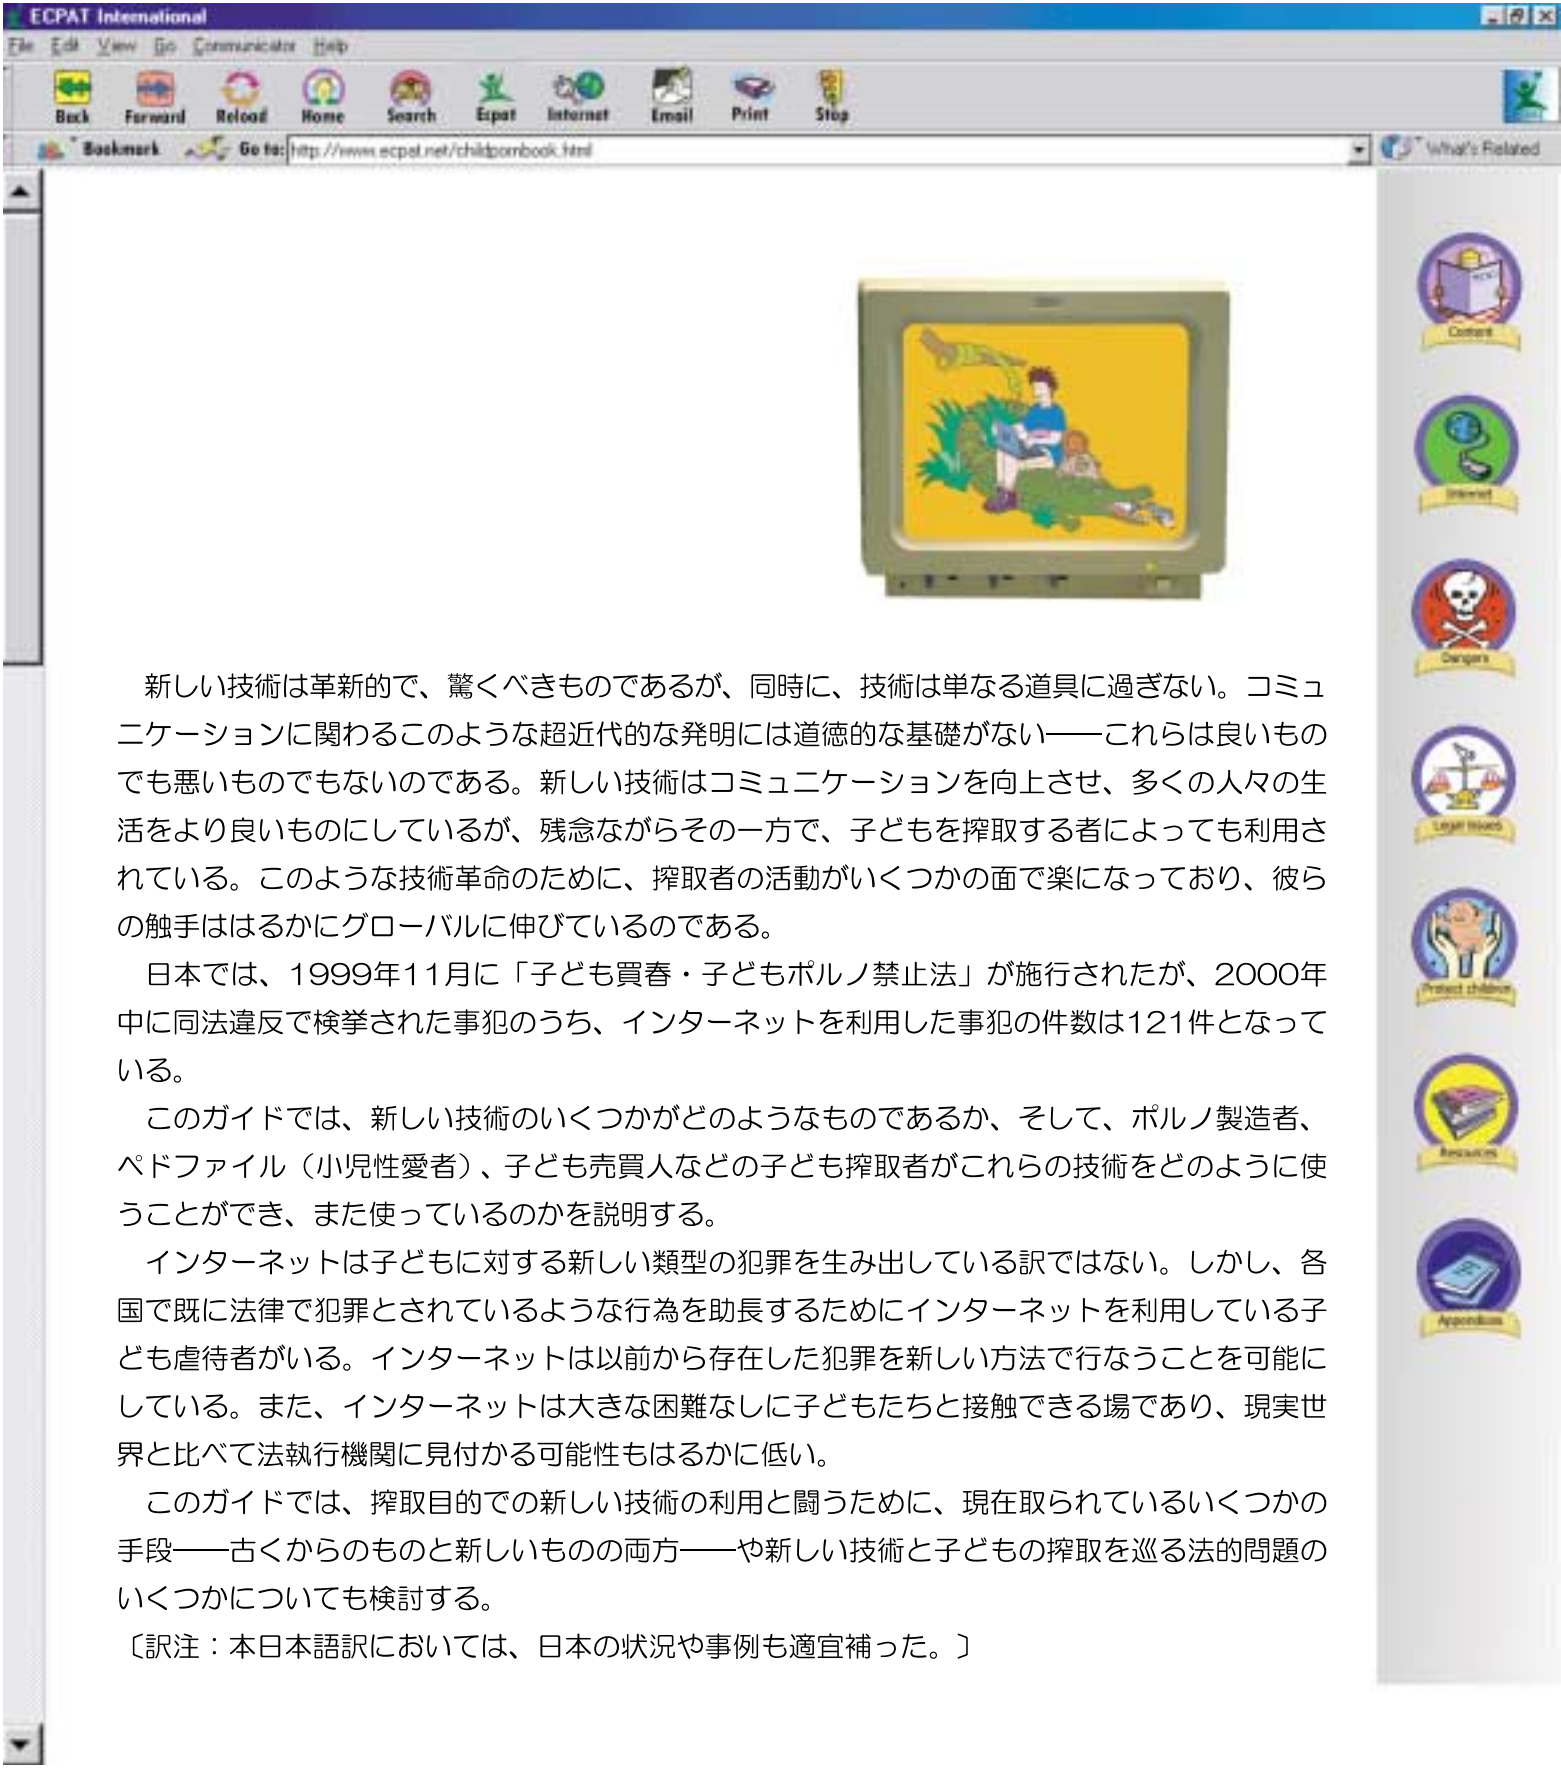 ECPAT International
File Edit View Go Communicator Help
Back Forward Reload Home Search Ecpat Internet Email Print Stop
Bookmark Go to: http://www.ecpat.net/childpornbook.html What's Related
Content
Internet
Dangers
Legal Issues
Protect children
Resources
Appendices
新しい技術は革新的で、驚くべきものであるが、同時に、技術は単なる道具に過ぎない。コミュ
ニケーションに関わるこのような超近代的な発明には道徳的な基礎がない――これらは良いもの
でも悪いものでもないのである。新しい技術はコミュニケーションを向上させ、多くの人々の生
活をより良いものにしているが、残念ながらその一方で、子どもを搾取する者によっても利用さ
れている。このような技術革命のために、搾取者の活動がいくつかの面で楽になっており、彼ら
の触手ははるかにグローバルに伸びているのである。
日本では、1999年11月に「子ども買春・子どもポルノ禁止法」が施行されたが、2000年
中に同法違反で検挙された事犯のうち、インターネットを利用した事犯の件数は121件となって
いる。
このガイドでは、新しい技術のいくつかがどのようなものであるか、そして、ポルノ製造者、
ペドファイル（小児性愛者）、子ども売買人などの子ども搾取者がこれらの技術をどのように使
うことができ、また使っているのかを説明する。
インターネットは子どもに対する新しい類型の犯罪を生み出している訳ではない。しかし、各
国で既に法律で犯罪とされているような行為を助長するためにインターネットを利用している子
ども虐待者がいる。インターネットは以前から存在した犯罪を新しい方法で行なうことを可能に
している。また、インターネットは大きな困難なしに子どもたちと接触できる場であり、現実世
界と比べて法執行機関に見付かる可能性もはるかに低い。
このガイドでは、搾取目的での新しい技術の利用と闘うために、現在取られているいくつかの
手段――古くからのものと新しいものの両方――や新しい技術と子どもの搾取を巡る法的問題の
いくつかについても検討する。
〔訳注：本日本語訳においては、日本の状況や事例も適宜補った。〕